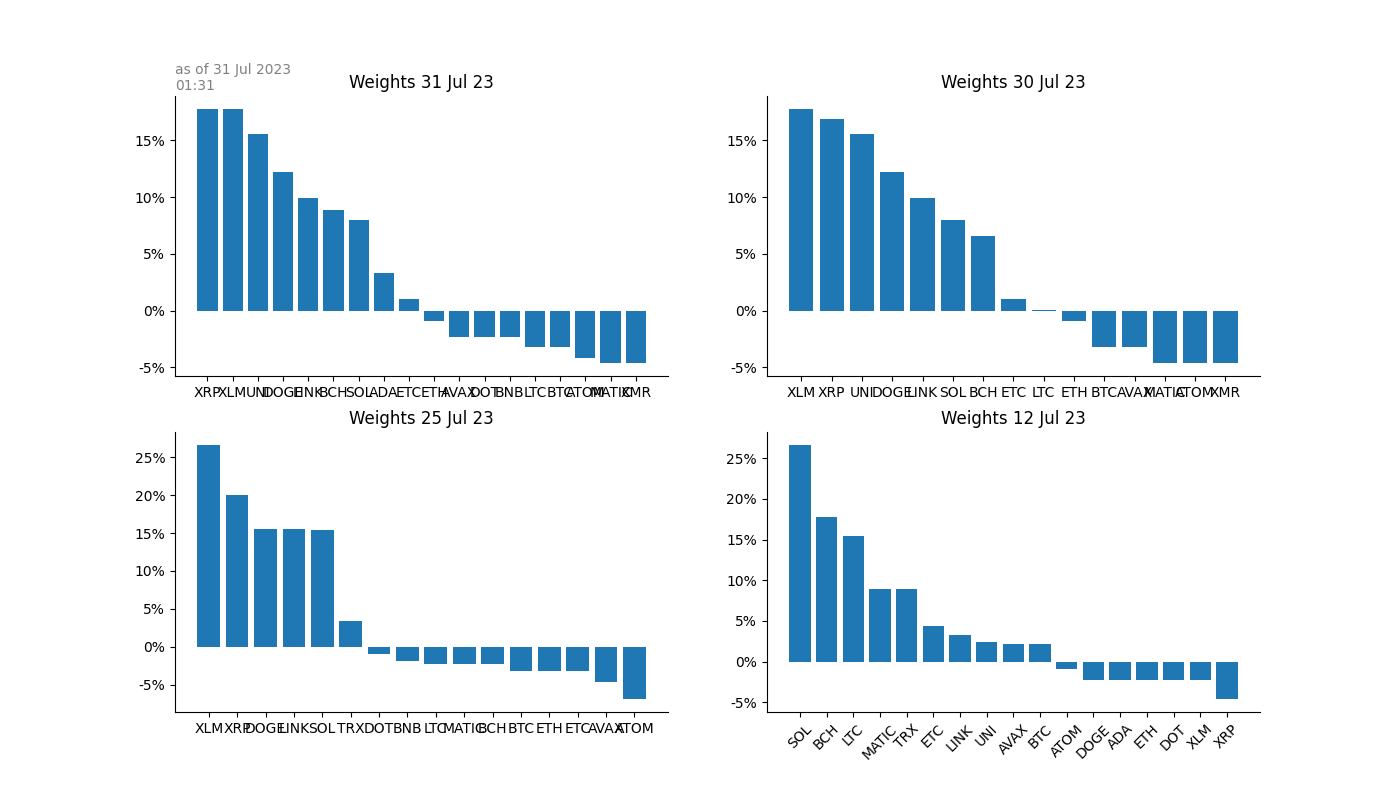 as of 31 Jul 2023
01:31
Weights 31 Jul 23
15%
10%
5%
0%
-5%
XRP XLM UNI DOGE LINK BCH SOL ADA ETC ETH AVAX DOT BNB LTC BTC ATOM MATIC XMR
Weights 30 Jul 23
15%
10%
5%
0%
-5%
XLM XRP UNI DOGE LINK SOL BCH ETC LTC ETH BTC AVAX MATIC ATOM XMR
Weights 25 Jul 23
25%
20%
15%
10%
5%
0%
-5%
XLM XRP DOGE LINK SOL TRX DOT BNB LTC MATIC BCH BTC ETH ETC AVAX ATOM
Weights 12 Jul 23
25%
20%
15%
10%
5%
0%
-5%
SOL BCH LTC MATIC TRX ETC LINK UNI AVAX BTC ATOM DOGE ADA ETH DOT XLM XRP